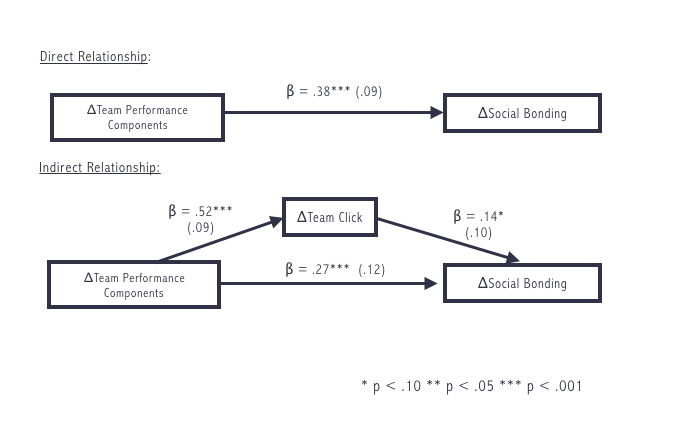 Direct Relationship:
β = .38*** (.09)
ΔTeam Performance
Components
ΔSocial Bonding
Indirect Relationship:
β = .52***
(.09)
ΔTeam Click
β = .14*
(.10)
ΔTeam Performance
Components
β = .27*** (.12)
ΔSocial Bonding
* p < .10 ** p < .05 *** p < .001